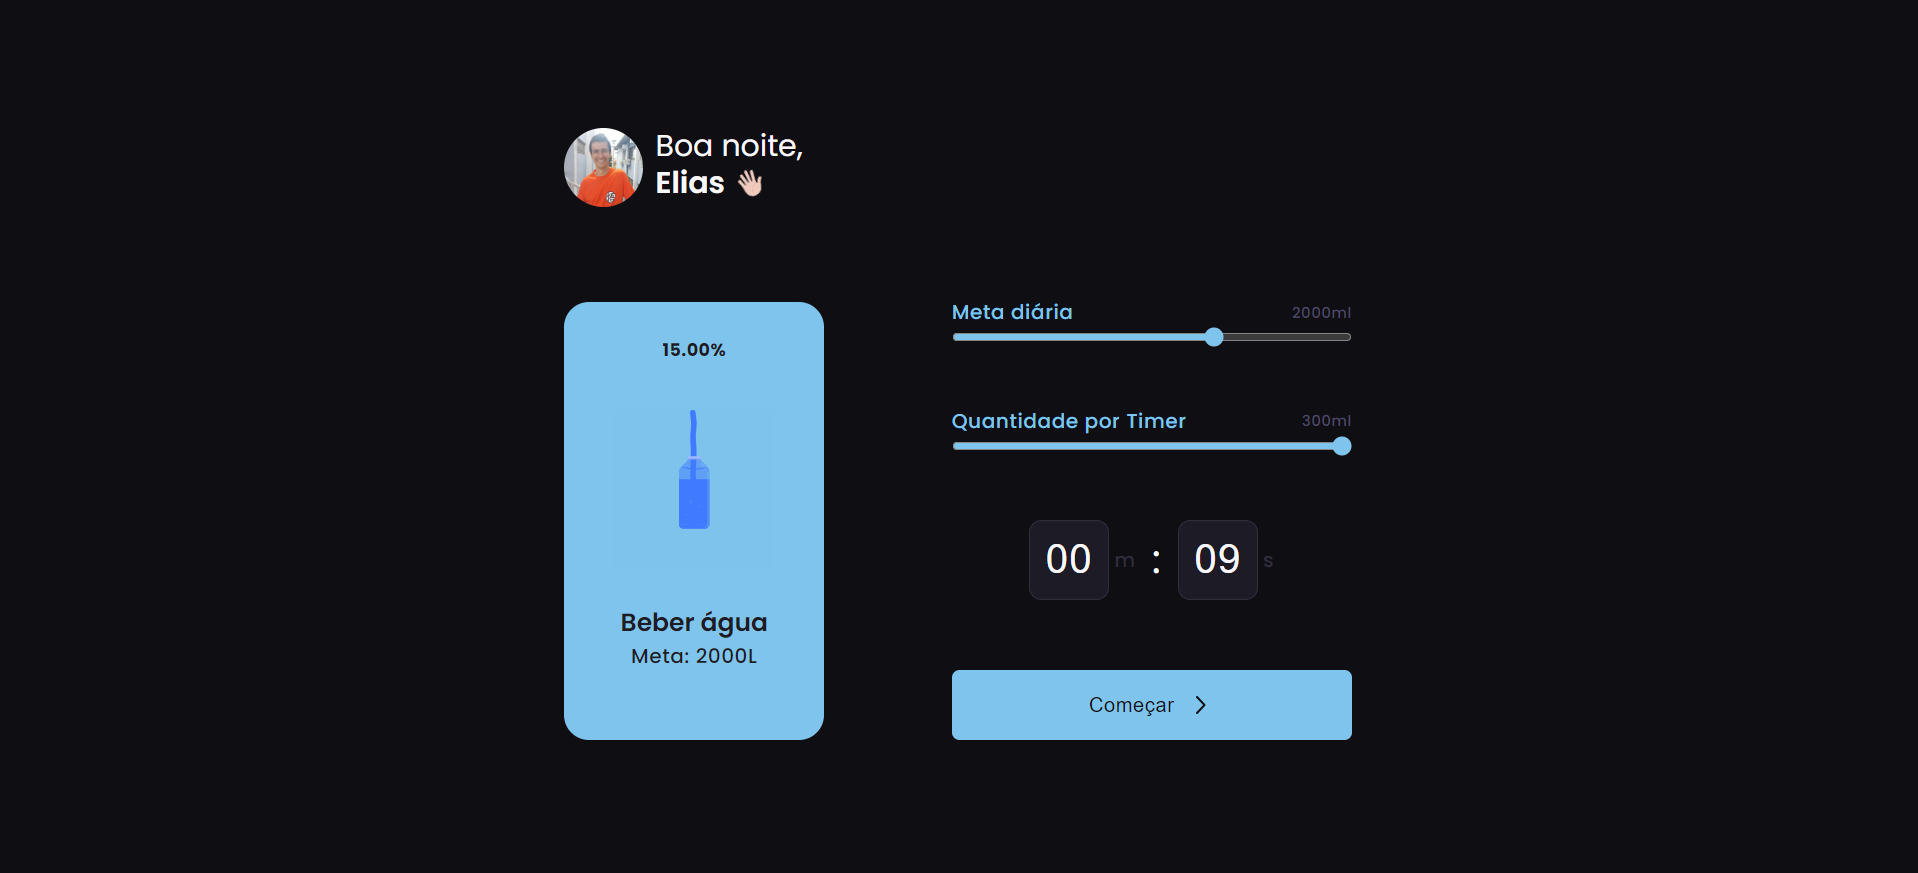 Boa noite,
Elias 👋🏻
15.00%
Beber água
Meta: 2000L
Meta diária 2000ml
Quantidade por Timer 300ml
00 m : 09 s
Começar